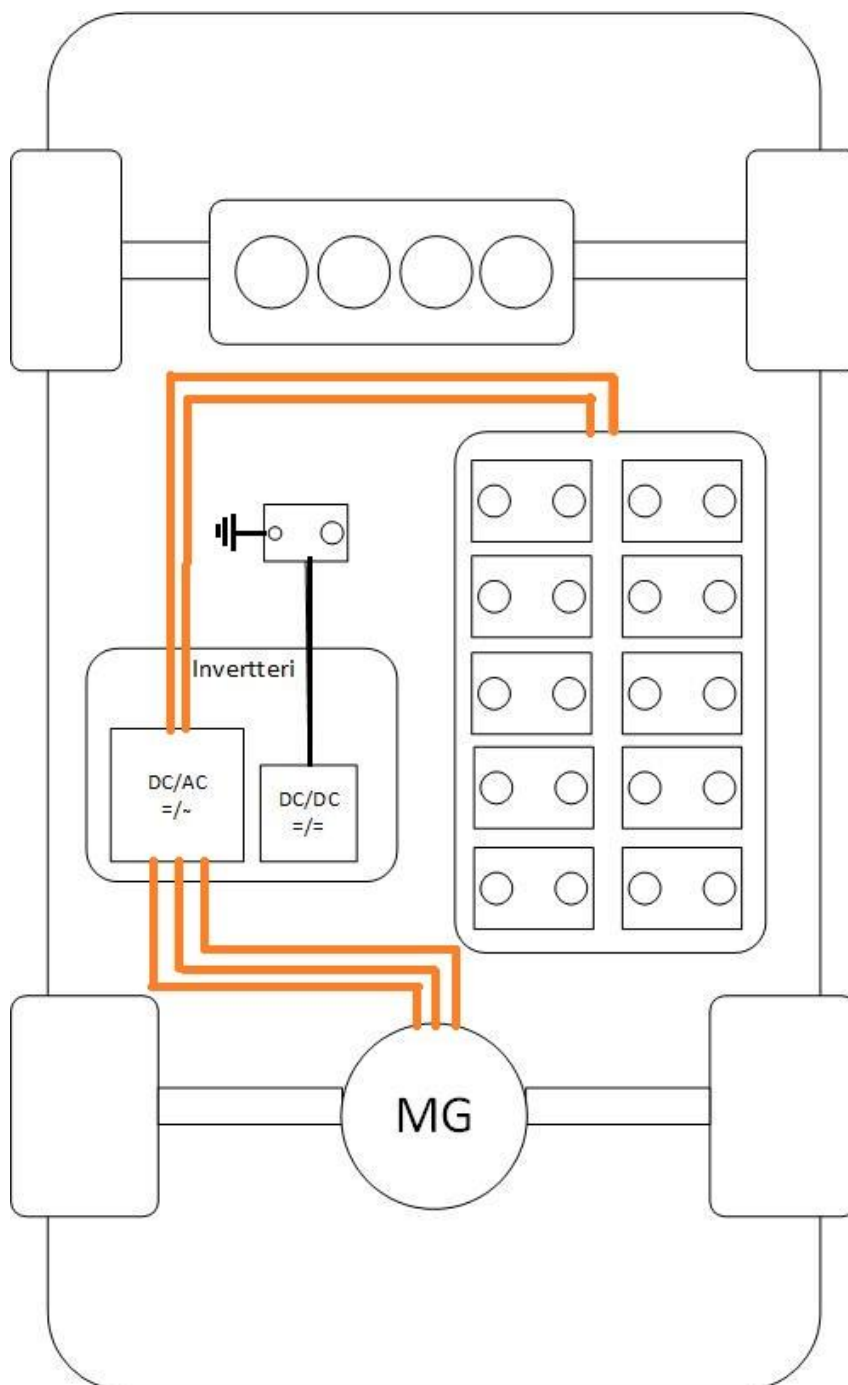 Invertteri
DC/AC
=/~
DC/DC
=/=
MG